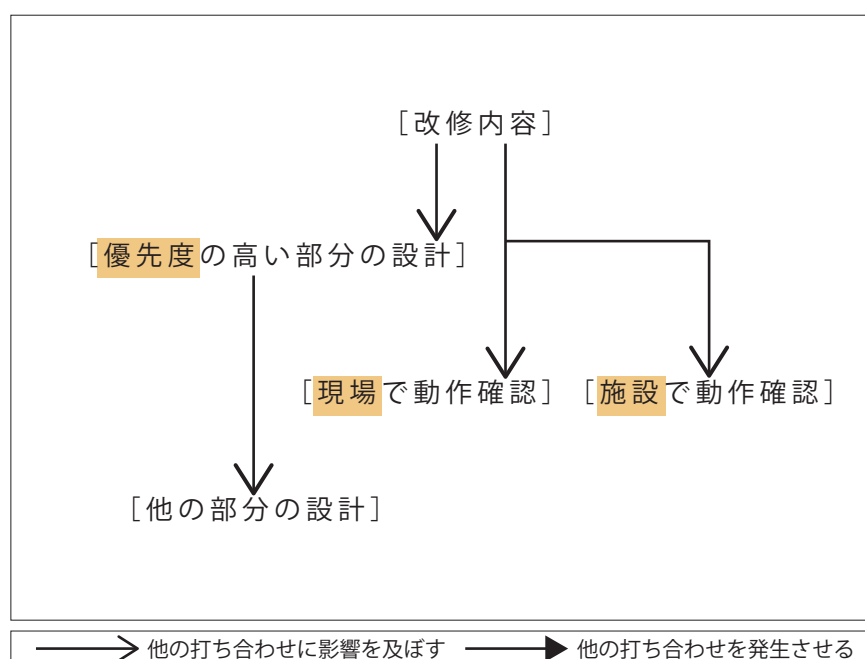 ［改修内容］
［優先度の高い部分の設計］
［現場で動作確認］［施設で動作確認］
［他の部分の設計］
他の打ち合わせに影響を及ぼす 他の打ち合わせを発生させる